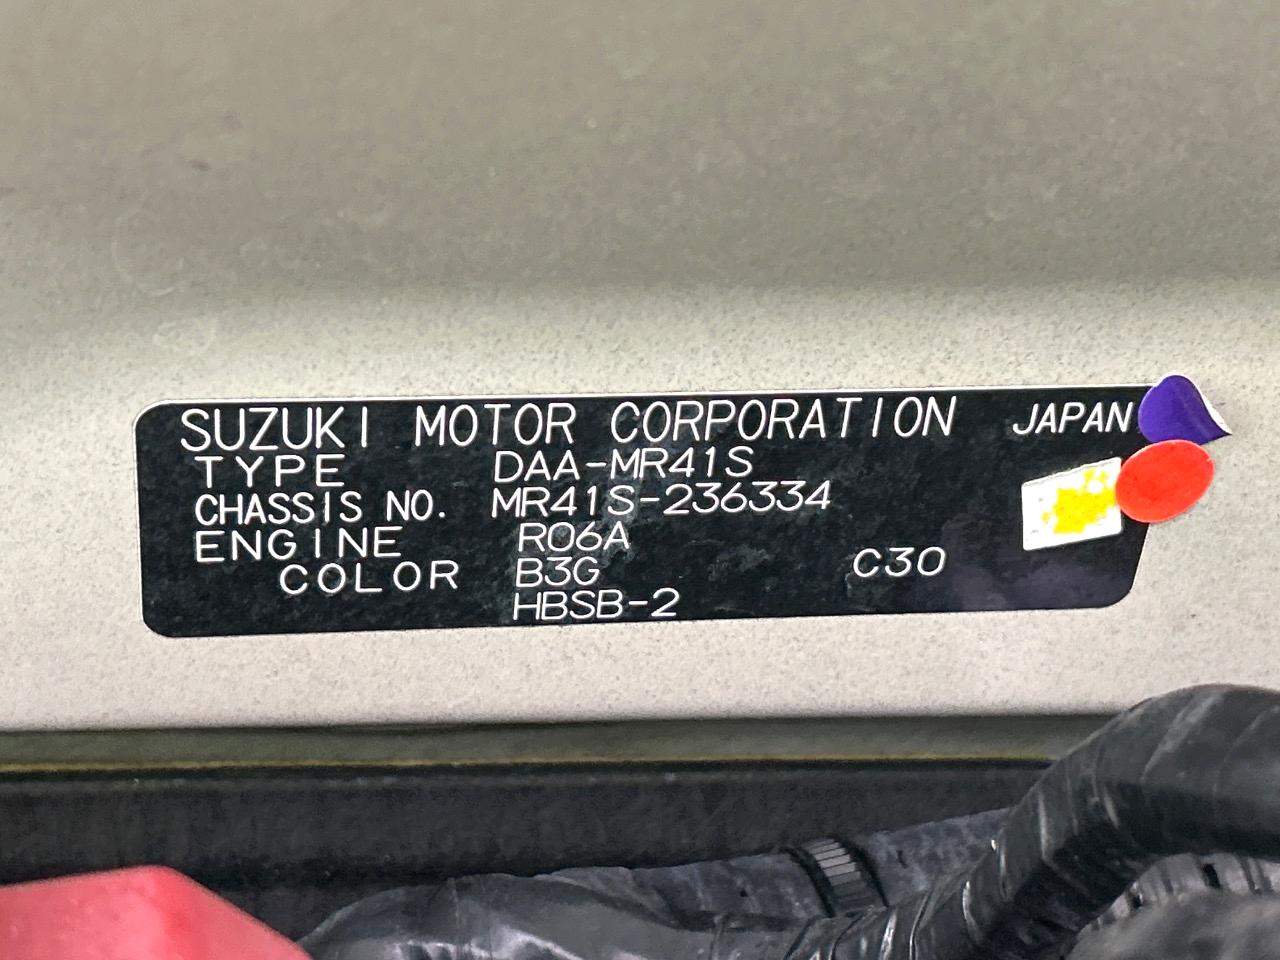 SUZUKI MOTOR CORPORATION JAPAN
TYPE DAA-MR41S
CHASSIS NO. MR41S-236334
ENGINE R06A
COLOR B3G C30
HBSB-2